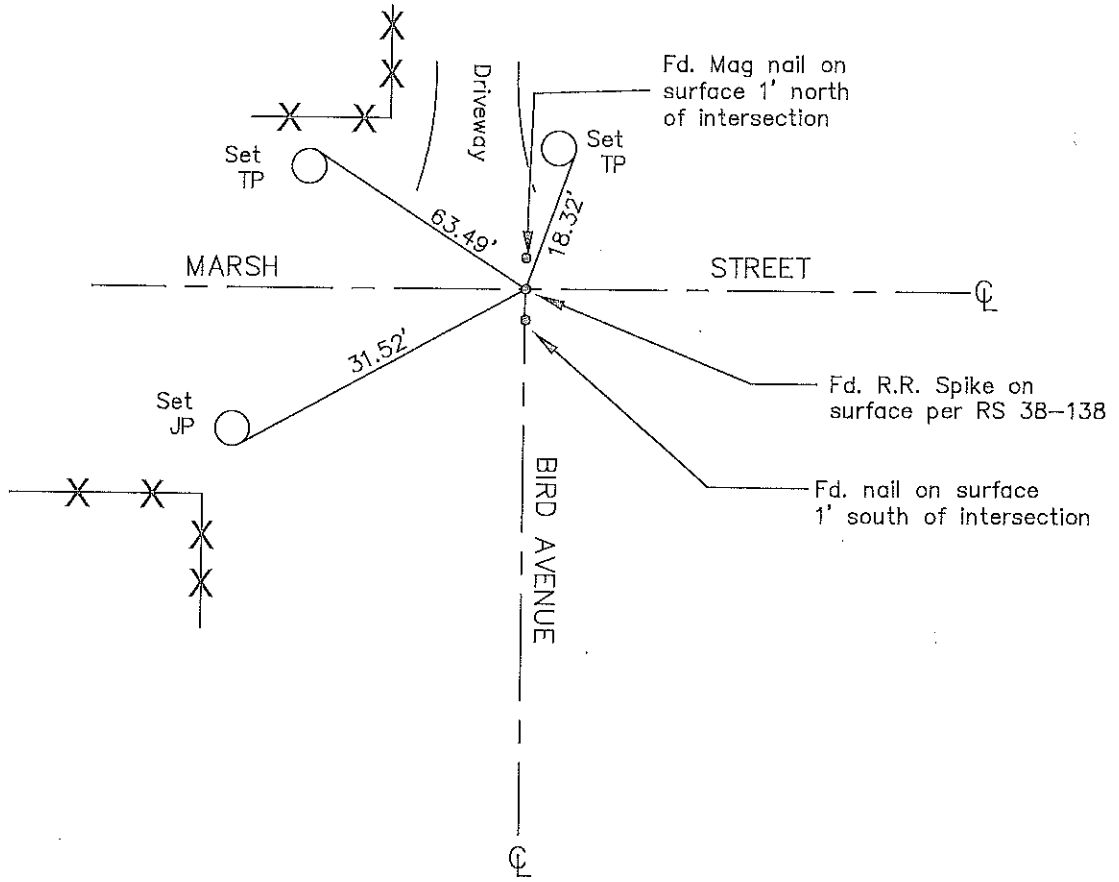 Fd. Mag nail on
surface 1' north
of intersection
Driveway
Set
TP
Set
TP
63.49'
18.32'
MARSH STREET
℄
31.52'
Set
JP
Fd. R.R. Spike on
surface per RS 38-138
Fd. nail on surface
1' south of intersection
BIRD AVENUE
℄